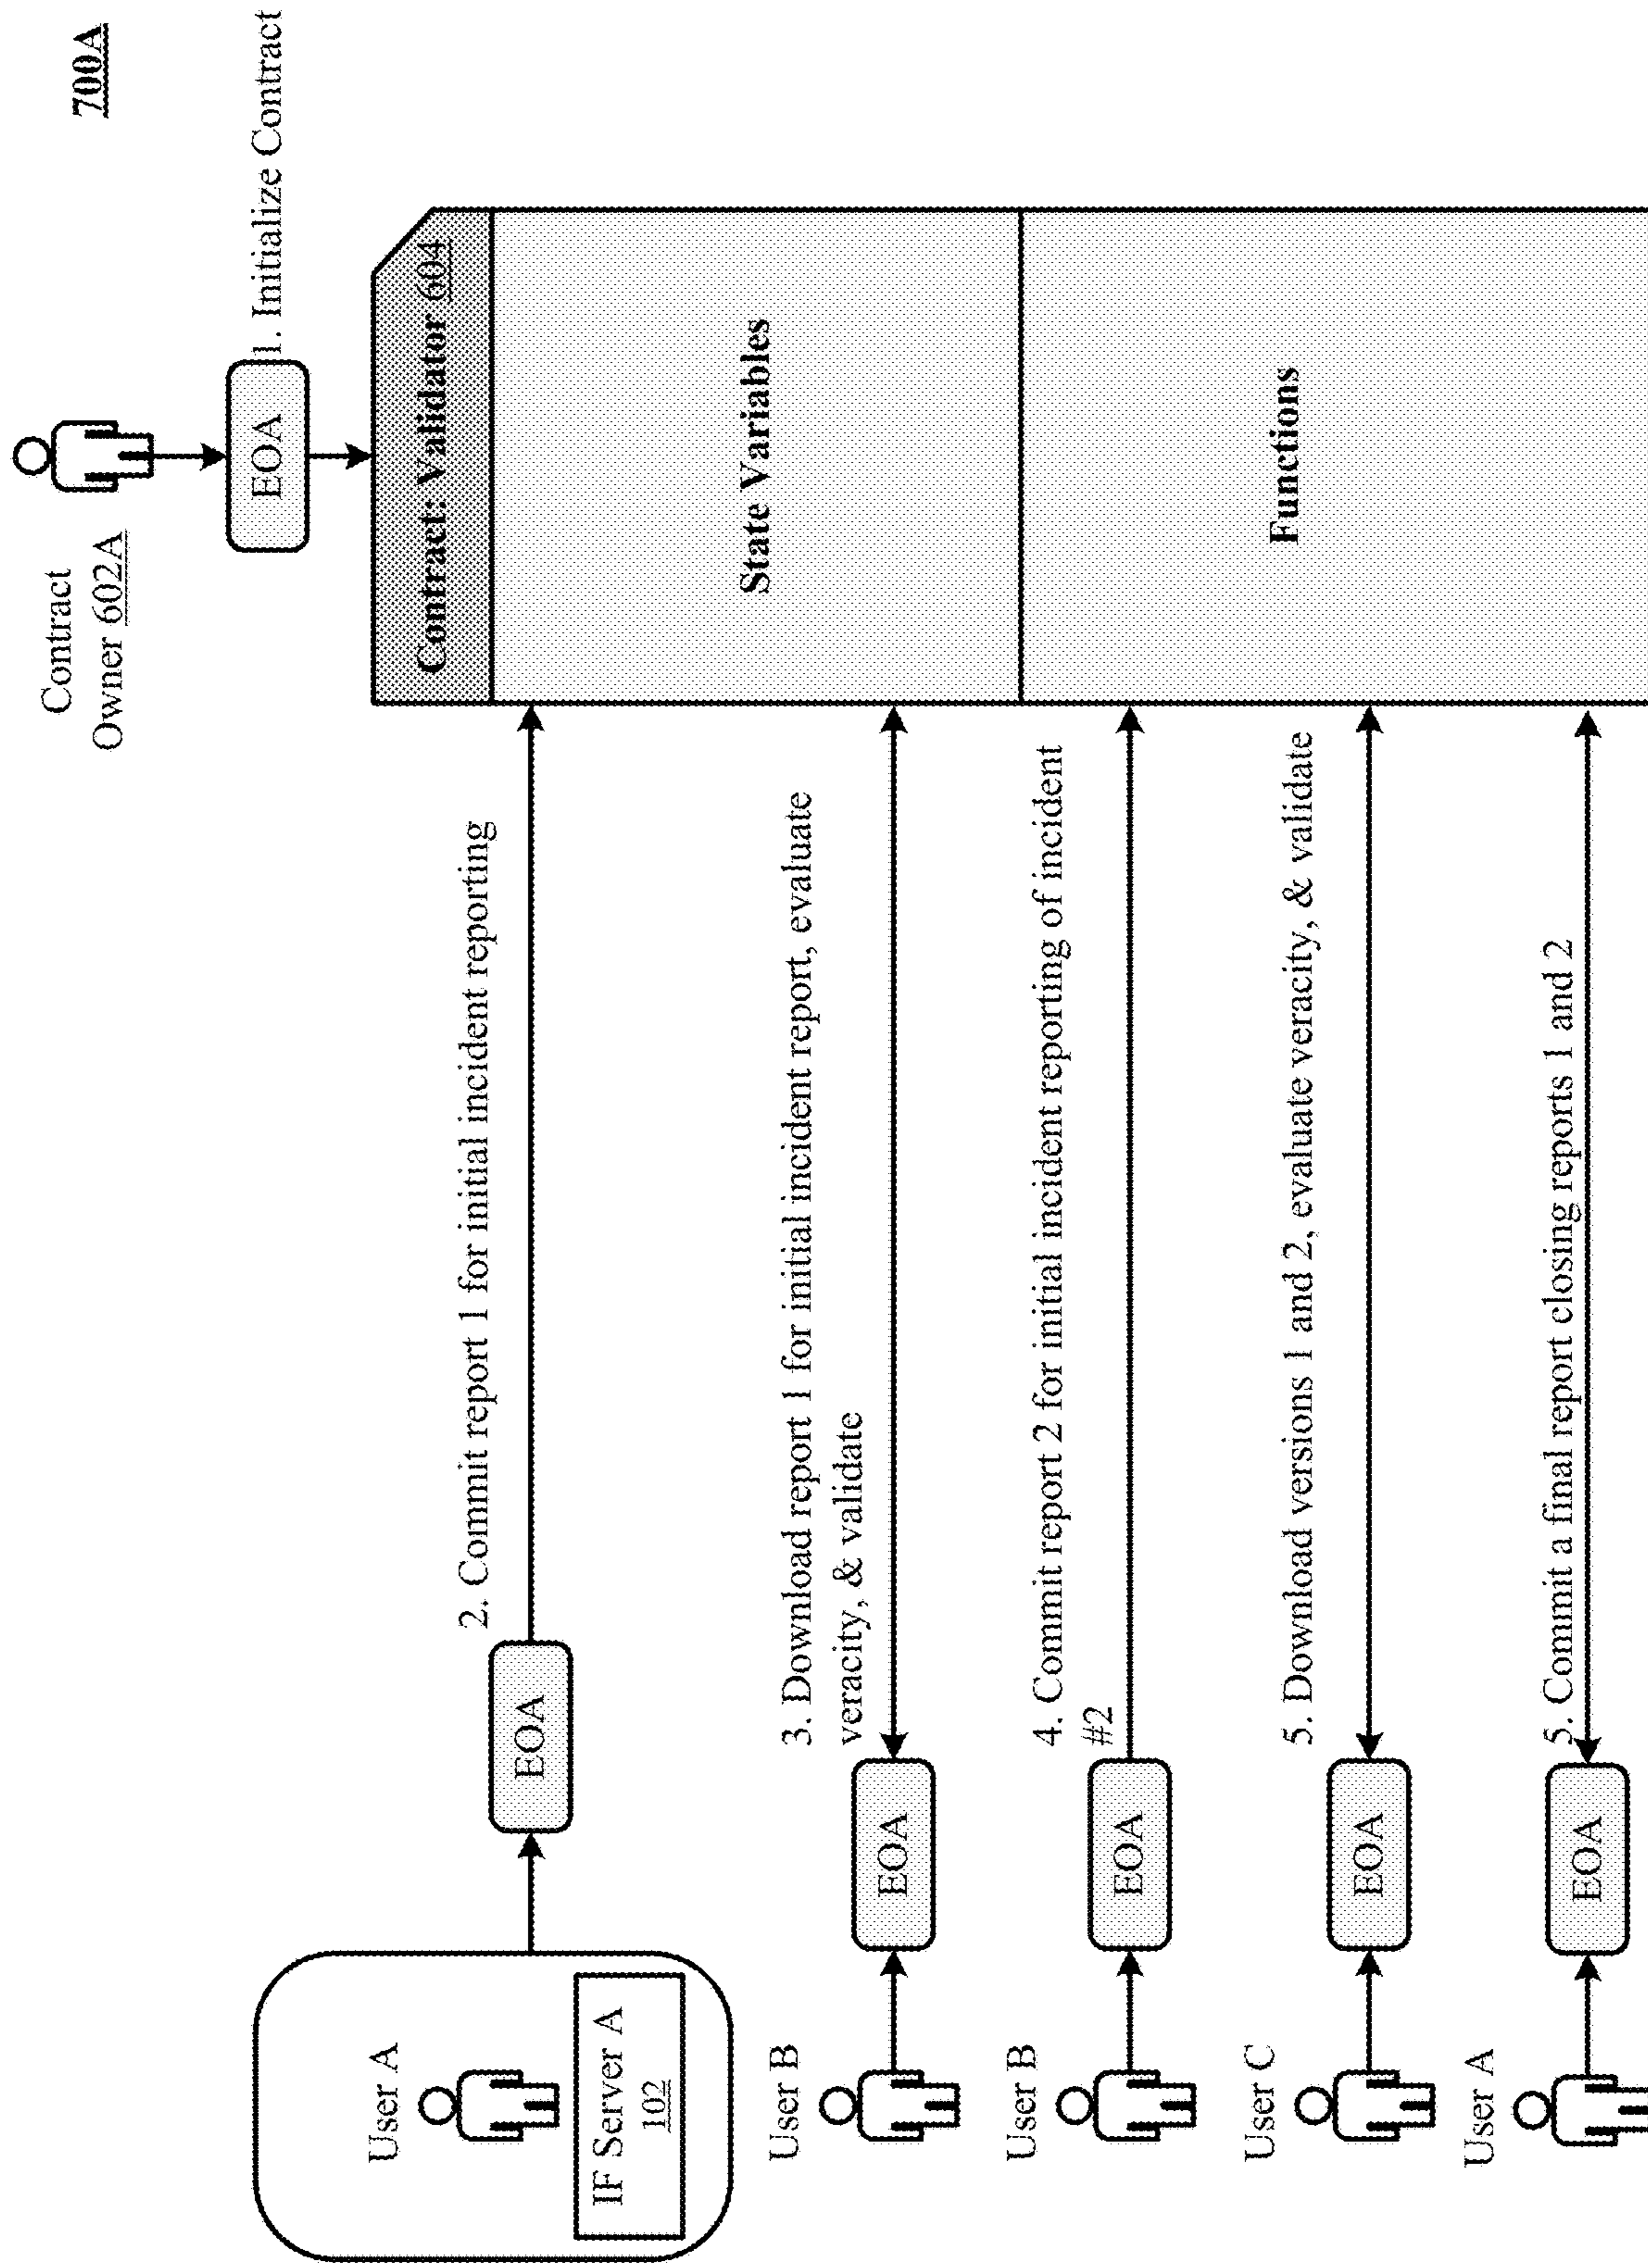 700A
Contract
Owner 602A
EOA
1. Initialize Contract
Contract: Validator 604
State Variables
Functions
User A
IF Server A
102
EOA
2. Commit report 1 for initial incident reporting
User B
EOA
3. Download report 1 for initial incident report, evaluate
veracity, & validate
User B
EOA
4. Commit report 2 for initial incident reporting of incident
#2
User C
EOA
5. Download versions 1 and 2, evaluate veracity, & validate
User A
EOA
5. Commit a final report closing reports 1 and 2